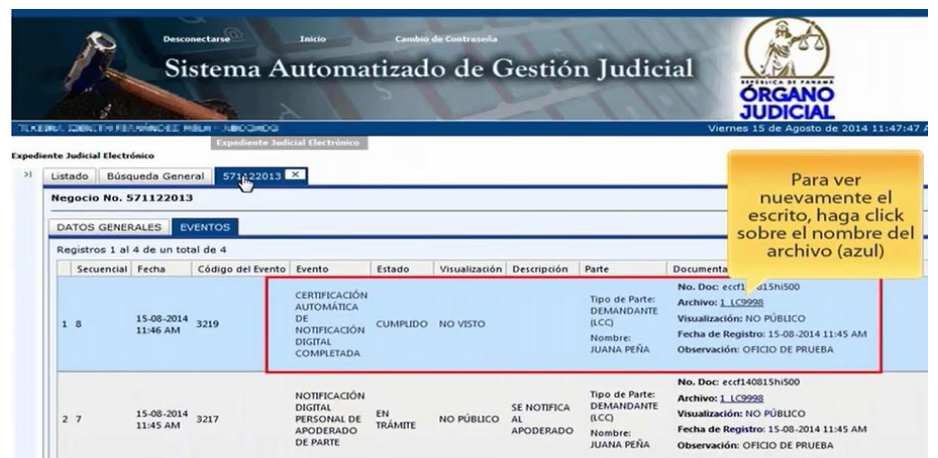 Desconectarse Inicio Cambio de Contraseña
Sistema Automatizado de Gestión Judicial
REPÚBLICA DE PANAMÁ
ÓRGANO
JUDICIAL
Viernes 15 de Agosto de 2014 11:47:47 A
Expediente Judicial Electrónico
Expediente Judicial Electrónico
Listado Búsqueda General 571122013
Negocio No. 571122013
Para ver
nuevamente el
escrito, haga click
sobre el nombre del
archivo (azul)
DATOS GENERALES EVENTOS
Registros 1 al 4 de un total de 4
Secuencial Fecha Código del Evento Evento Estado Visualización Descripción Parte Documenta
1 8
15-08-2014
11:46 AM
3219
CERTIFICACIÓN
AUTOMÁTICA
DE
NOTIFICACIÓN
DIGITAL
COMPLETADA
CUMPLIDO
NO VISTO
Tipo de Parte:
DEMANDANTE
(LCC)
Nombre:
JUANA PEÑA
No. Doc: eccf140815hi500
Archivo: 1_LC9998
Visualización: NO PÚBLICO
Fecha de Registro: 15-08-2014 11:45 AM
Observación: OFICIO DE PRUEBA
2 7
15-08-2014
11:45 AM
3217
NOTIFICACIÓN
DIGITAL
PERSONAL DE
APODERADO
DE PARTE
EN
TRÁMITE
NO PÚBLICO
SE NOTIFICA
AL
APODERADO
Tipo de Parte:
DEMANDANTE
(LCC)
Nombre:
JUANA PEÑA
No. Doc: eccf140815hi500
Archivo: 1_LC9998
Visualización: NO PÚBLICO
Fecha de Registro: 15-08-2014 11:45 AM
Observación: OFICIO DE PRUEBA